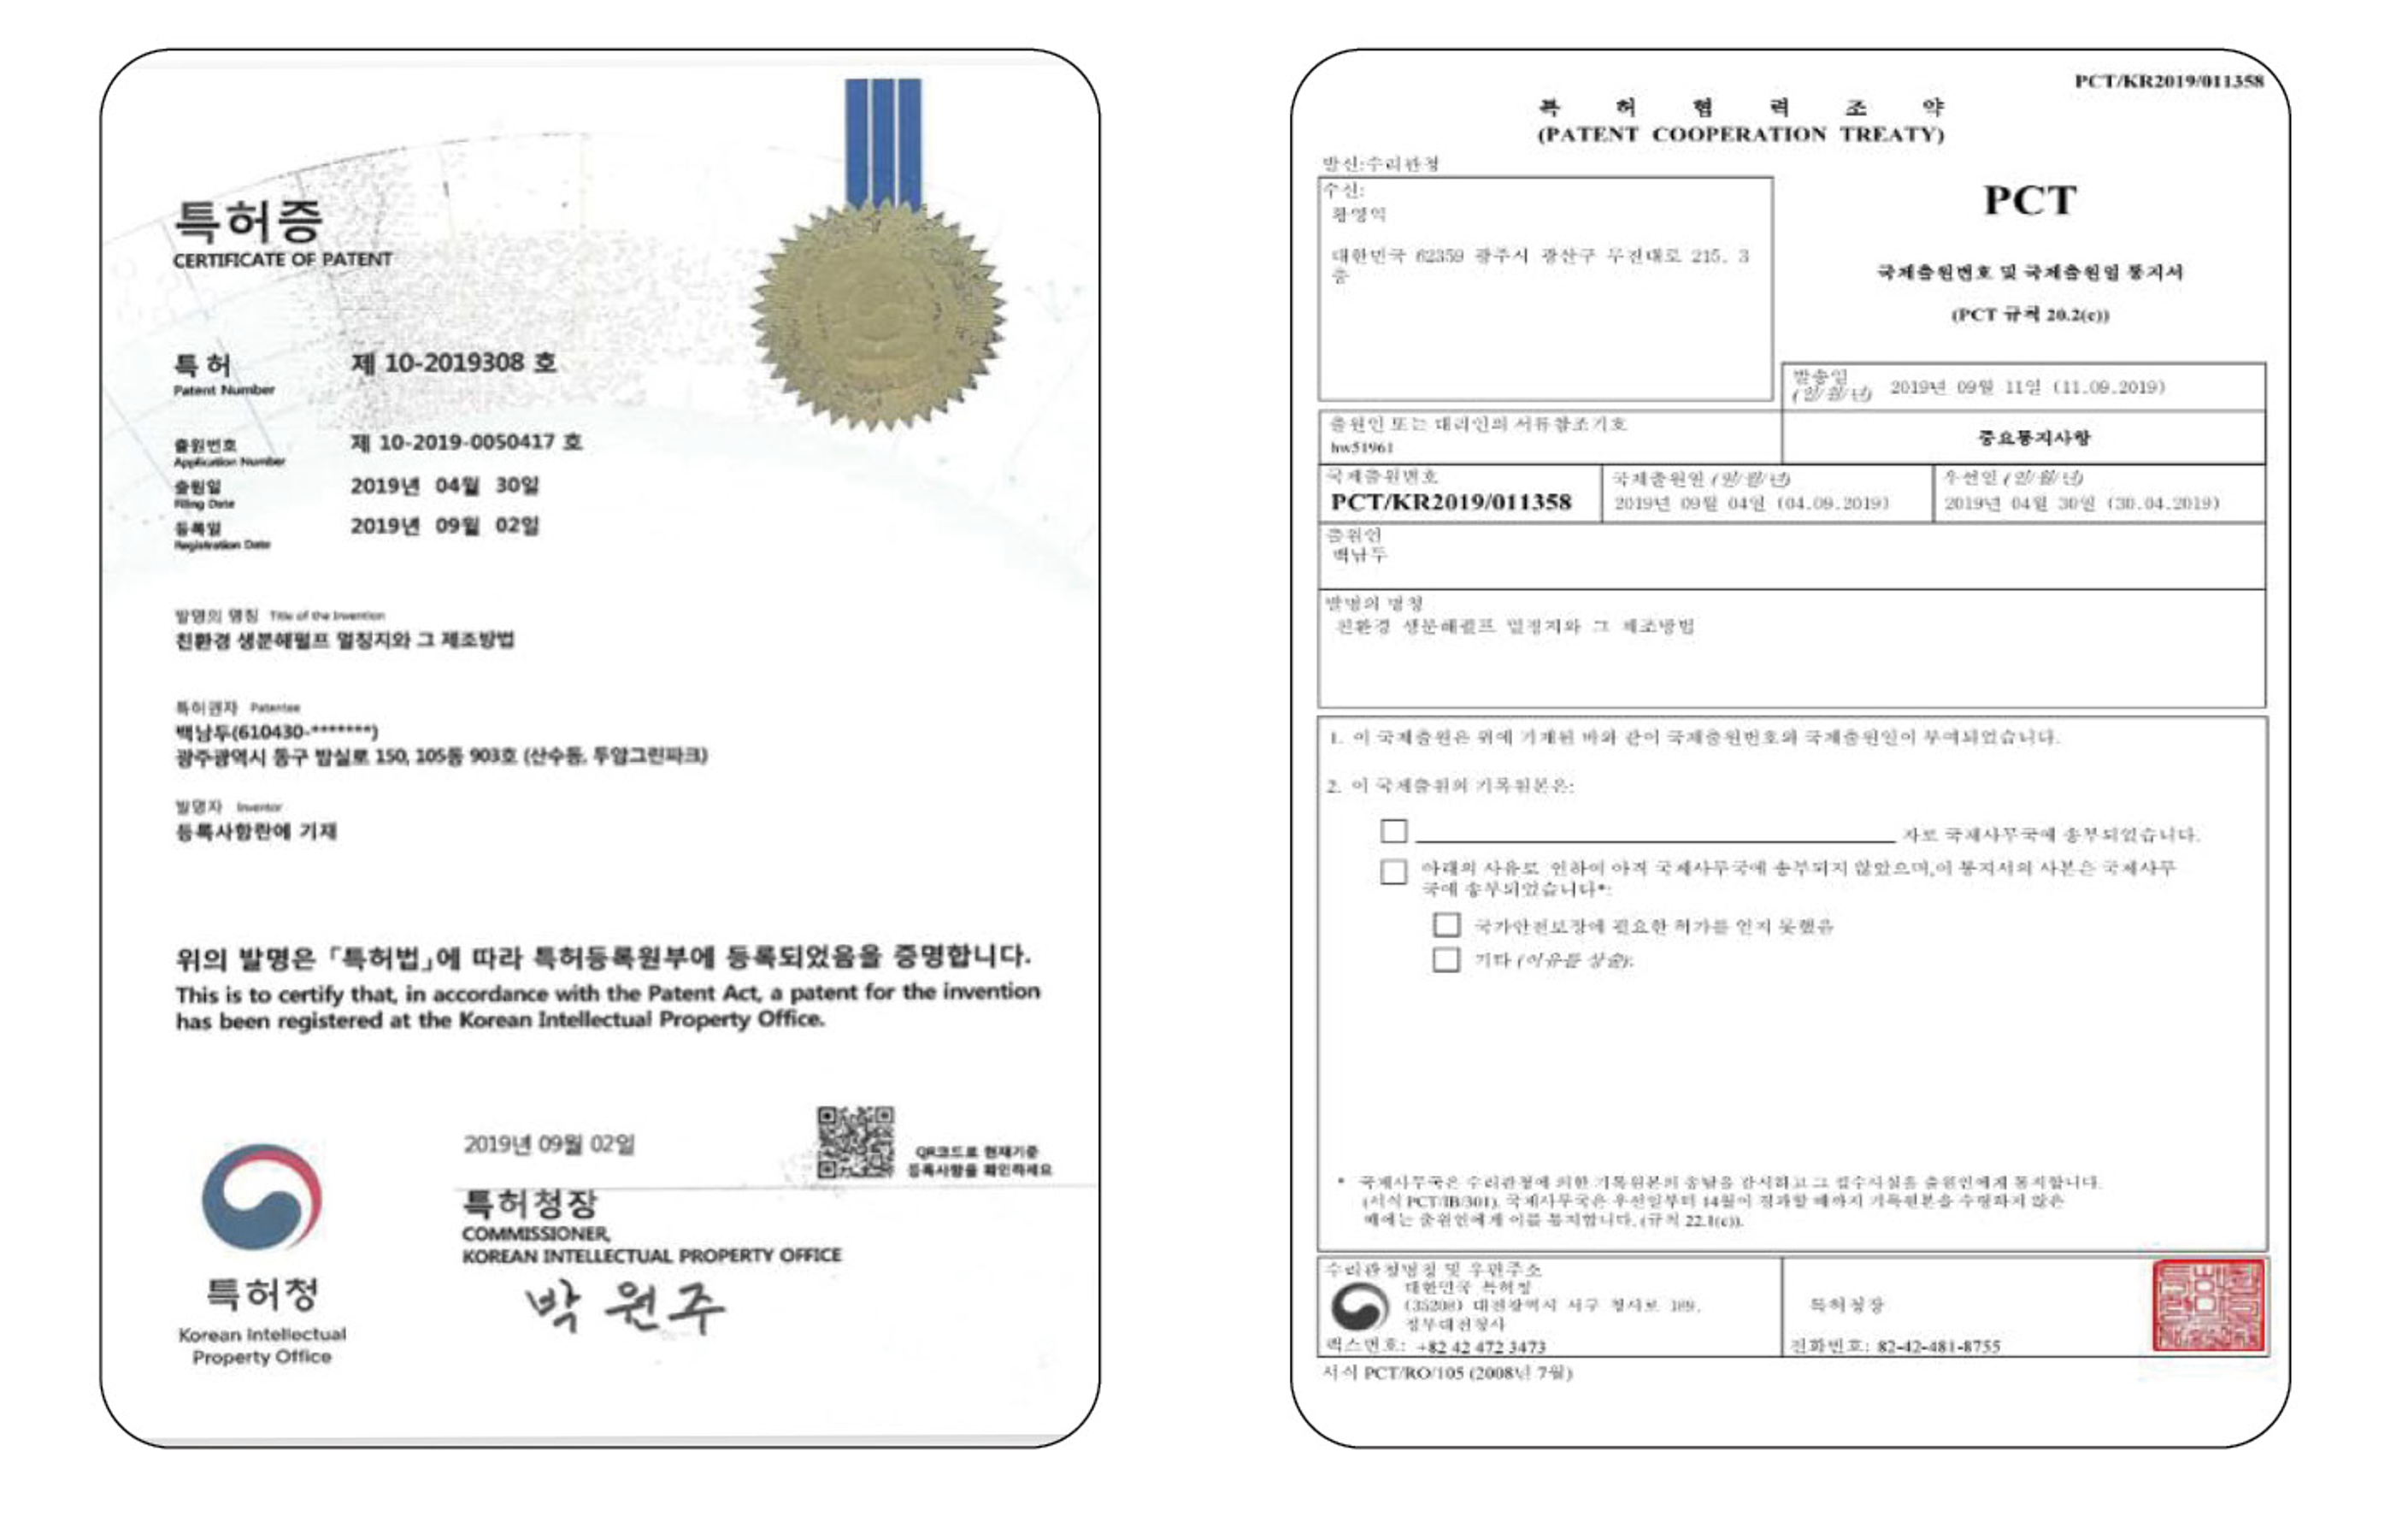 특허증
CERTIFICATE OF PATENT
특 허
Patent Number
제 10-2019308 호
출원번호
Application Number
제 10-2019-0050417 호
출원일
Filing Date
2019년 04월 30일
등록일
Registration Date
2019년 09월 02일
발명의 명칭 Title of the Invention
친환경 생분해펄프 멀칭지와 그 제조방법
특허권자 Patentee
백남두(610430-*******)
광주광역시 동구 밤실로 150, 105동 903호 (산수동, 두암그린파크)
발명자 Inventor
등록사항란에 기재
위의 발명은 「특허법」에 따라 특허등록원부에 등록되었음을 증명합니다.
This is to certify that, in accordance with the Patent Act, a patent for the invention
has been registered at the Korean Intellectual Property Office.
2019년 09월 02일
QR코드로 현재기준
등록사항을 확인하세요
특허청장
COMMISSIONER,
KOREAN INTELLECTUAL PROPERTY OFFICE
박 원 주
특허청
Korean Intellectual
Property Office
PCT/KR2019/011358
특 허 협 력 조 약
(PATENT COOPERATION TREATY)
발신:수리관청
수신:
황영익
대한민국 62359 광주시 광산구 무진대로 215, 3
층
PCT
국제출원번호 및 국제출원일 통지서
(PCT 규칙 20.2(c))
발송일
(일/월/년) 2019년 09월 11일 (11.09.2019)
출원인 또는 대리인의 서류참조기호
hw51961
중요통지사항
국제출원번호
PCT/KR2019/011358
국제출원일 (일/월/년)
2019년 09월 04일 (04.09.2019)
우선일 (일/월/년)
2019년 04월 30일 (30.04.2019)
출원인
백남두
발명의 명칭
친환경 생분해펄프 멀칭지와 그 제조방법
1. 이 국제출원은 위에 기재된 바와 같이 국제출원번호와 국제출원일이 부여되었습니다.
2. 이 국제출원의 기록원본은:
자로 국제사무국에 송부되었습니다.
아래의 사유로 인하여 아직 국제사무국에 송부되지 않았으며,이 통지서의 사본은 국제사무
국에 송부되었습니다*:
국가안전보장에 필요한 허가를 얻지 못했음
기타 (이유를 상술):
* 국제사무국은 수리관청에 의한 기록원본의 송달을 감시하고 그 접수사실을 출원인에게 통지합니다.
(서식 PCT/IB/301). 국제사무국은 우선일부터 14월이 경과할 때까지 기록원본을 수령하지 않은
때에는 출원인에게 이를 통지합니다. (규칙 22.1(c)).
수리관청명칭 및 우편주소
대한민국 특허청
(35208) 대전광역시 서구 청사로 189,
정부대전청사
팩스번호: +82 42 472 3473
특허청장
전화번호: 82-42-481-8755
서식 PCT/RO/105 (2008년 7월)